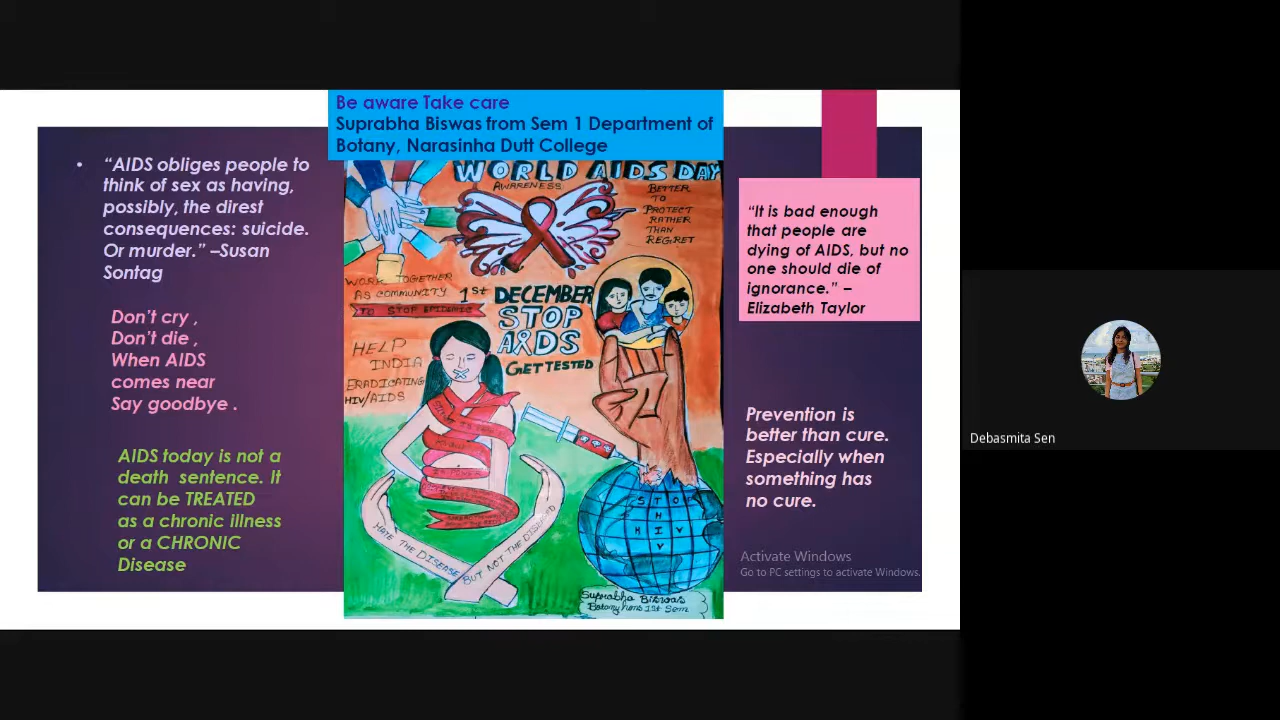 Be aware Take care
Suprabha Biswas from Sem 1 Department of
Botany, Narasinha Dutt College
• “AIDS obliges people to
think of sex as having,
possibly, the direst
consequences: suicide.
Or murder.” –Susan
Sontag
Don’t cry ,
Don’t die ,
When AIDS
comes near
Say goodbye .
AIDS today is not a
death sentence. It
can be TREATED
as a chronic illness
or a CHRONIC
Disease
WORLD AIDS DAY
AWARENESS
BETTER
TO
PROTECT
RATHER
THAN
REGRET
WORK TOGETHER
AS COMMUNITY
TO STOP EPIDEMIC
1st DECEMBER
STOP
AIDS
GET TESTED
HELP
INDIA
ERADICATING
HIV/AIDS
HATE THE DISEASE
BUT NOT THE DISEASED
STOP
H
HIV
V
Suprabha Biswas
Botany hons 1st Sem
“It is bad enough
that people are
dying of AIDS, but no
one should die of
ignorance.” –
Elizabeth Taylor
Prevention is
better than cure.
Especially when
something has
no cure.
Activate Windows
Go to PC settings to activate Windows.
Debasmita Sen